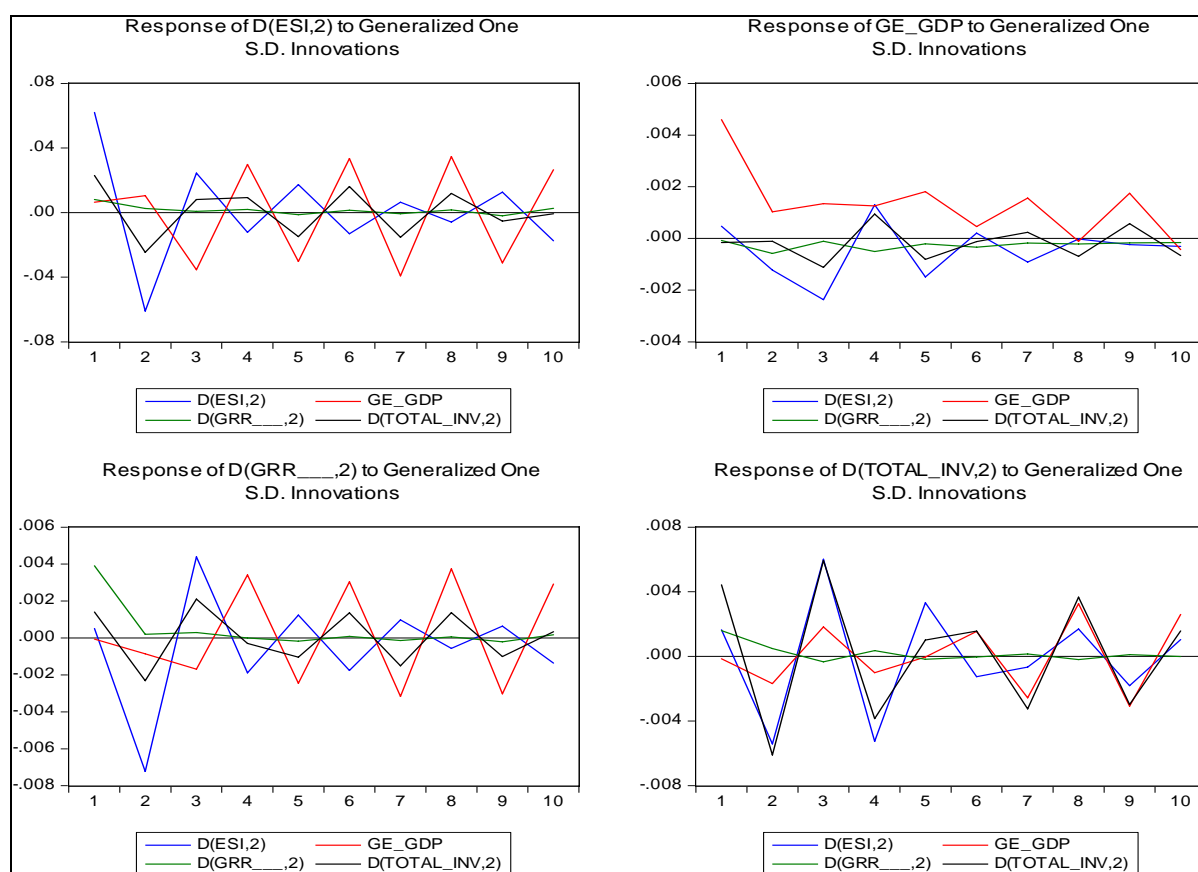 Response of D(ESI,2) to Generalized One
S.D. Innovations
.08
.04
.00
-.04
-.08
1 2 3 4 5 6 7 8 9 10
D(ESI,2) GE_GDP
D(GRR___,2) D(TOTAL_INV,2)
Response of GE_GDP to Generalized One
S.D. Innovations
.006
.004
.002
.000
-.002
-.004
1 2 3 4 5 6 7 8 9 10
D(ESI,2) GE_GDP
D(GRR___,2) D(TOTAL_INV,2)
Response of D(GRR___,2) to Generalized One
S.D. Innovations
.006
.004
.002
.000
-.002
-.004
-.006
-.008
1 2 3 4 5 6 7 8 9 10
D(ESI,2) GE_GDP
D(GRR___,2) D(TOTAL_INV,2)
Response of D(TOTAL_INV,2) to Generalized One
S.D. Innovations
.008
.004
.000
-.004
-.008
1 2 3 4 5 6 7 8 9 10
D(ESI,2) GE_GDP
D(GRR___,2) D(TOTAL_INV,2)